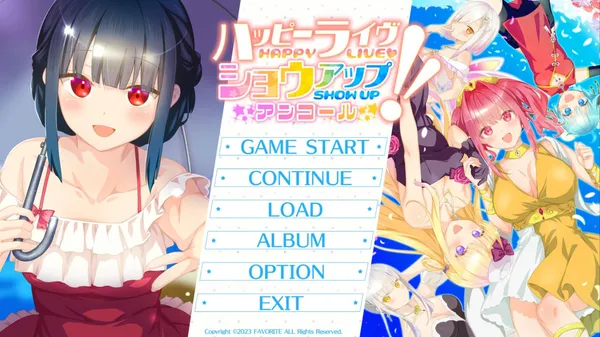 ハッピーライヴ
HAPPY LIVE♥
ショウアップ！
SHOW UP
アンコール
GAME START
CONTINUE
LOAD
ALBUM
OPTION
EXIT
Copyright ©2023 FAVORITE ALL Rights Reserved.